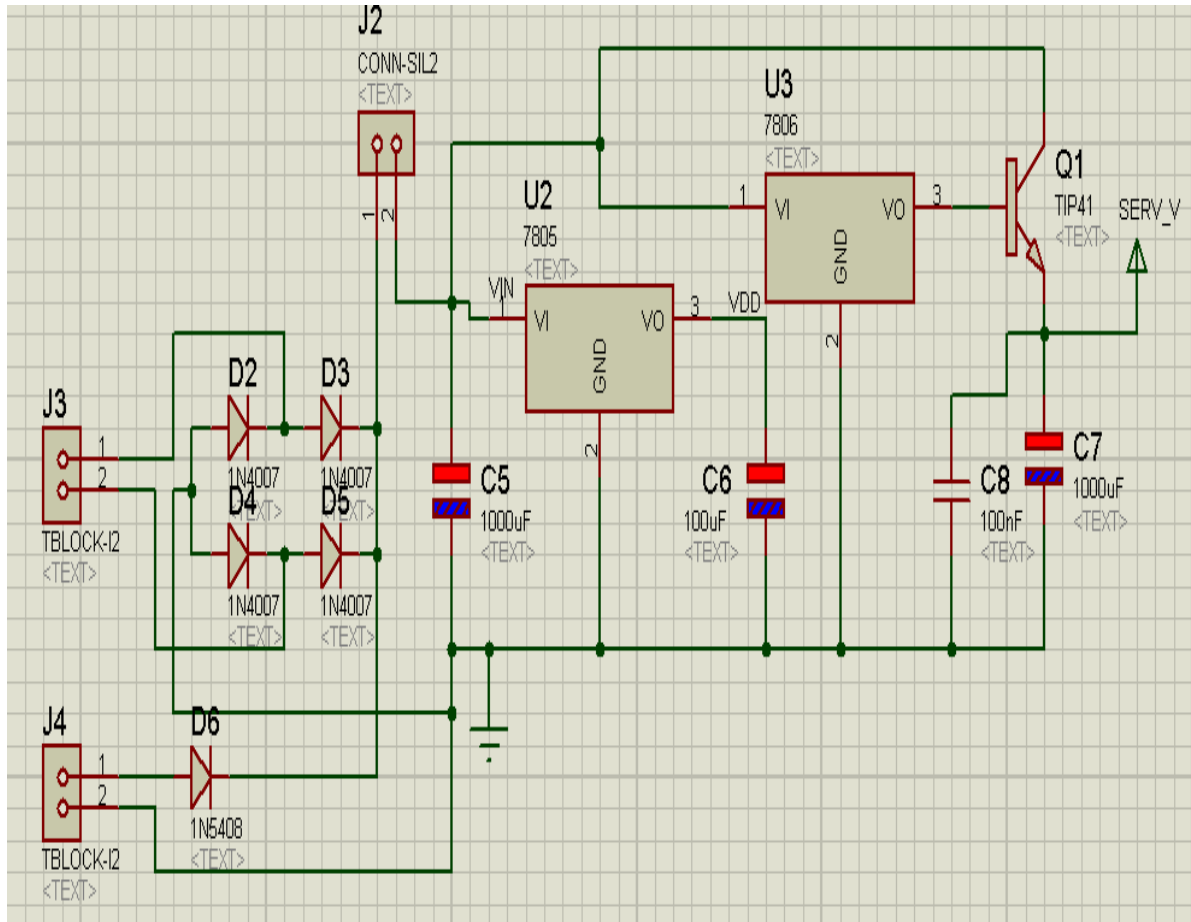 J2
CONN-SIL2
<TEXT>
1
2
U3
7806
<TEXT>
1
VI
VO
3
GND
2
Q1
TIP41
<TEXT>
SERV_V
U2
7805
<TEXT>
VIN
1
VI
VO
3
VDD
GND
2
J3
1
2
TBLOCK-I2
<TEXT>
D2
1N4007
<TEXT>
D3
1N4007
<TEXT>
D4
1N4007
<TEXT>
D5
1N4007
<TEXT>
C5
1000uF
<TEXT>
C6
100uF
<TEXT>
C8
100nF
<TEXT>
C7
1000uF
<TEXT>
J4
1
2
TBLOCK-I2
<TEXT>
D6
1N5408
<TEXT>